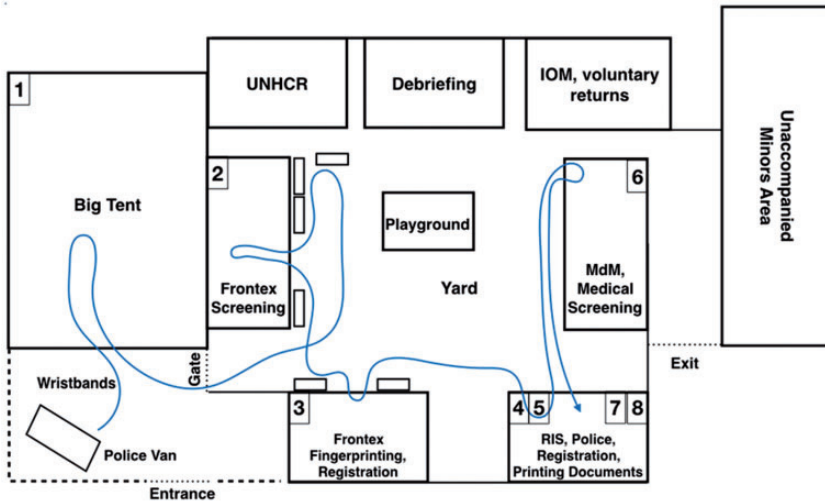 1
UNHCR
Debriefing
IOM, voluntary
returns
Unaccompanied
Minors Area
2
6
Big Tent
Playground
Frontex
Screening
Yard
MdM,
Medical
Screening
Gate
Exit
Wristbands
3
4 5 7 8
Police Van
Frontex
Fingerprinting,
Registration
RIS, Police,
Registration,
Printing Documents
Entrance